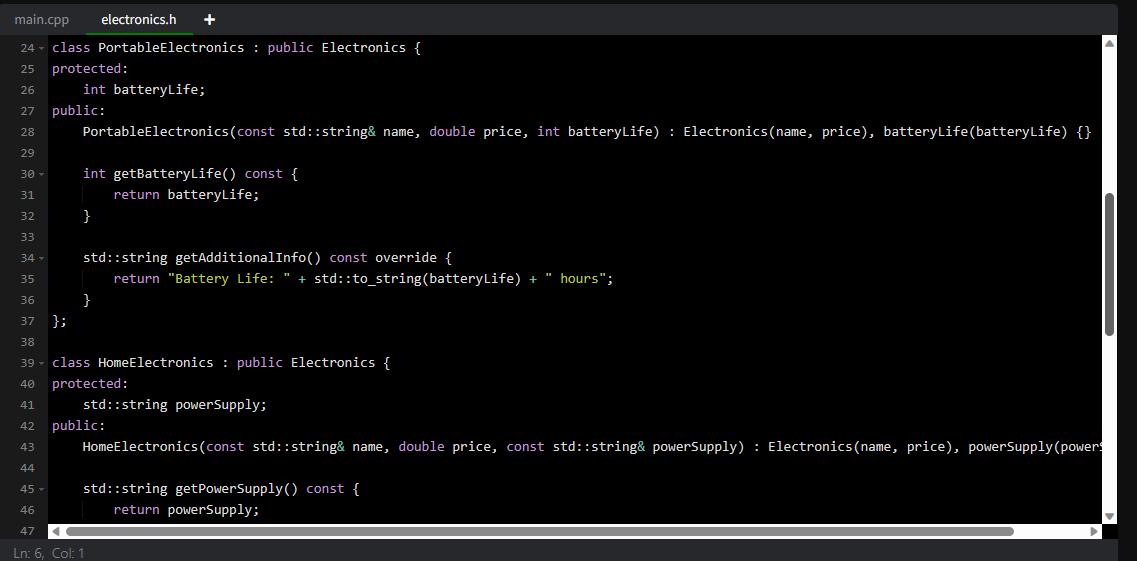 main.cpp electronics.h +
24 class PortableElectronics : public Electronics {
25 protected:
26     int batteryLife;
27 public:
28     PortableElectronics(const std::string& name, double price, int batteryLife) : Electronics(name, price), batteryLife(batteryLife) {}
29
30     int getBatteryLife() const {
31         return batteryLife;
32     }
33
34     std::string getAdditionalInfo() const override {
35         return "Battery Life: " + std::to_string(batteryLife) + " hours";
36     }
37 };
38
39 class HomeElectronics : public Electronics {
40 protected:
41     std::string powerSupply;
42 public:
43     HomeElectronics(const std::string& name, double price, const std::string& powerSupply) : Electronics(name, price), powerSupply(powerS
44
45     std::string getPowerSupply() const {
46         return powerSupply;
47
Ln: 6, Col: 1